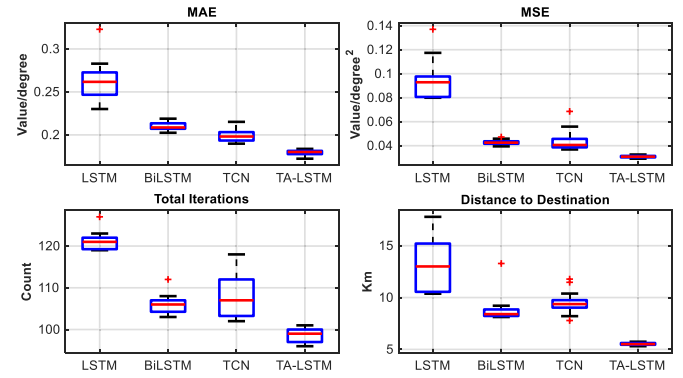 MAE
Value/degree
0.3
0.2
LSTM BiLSTM TCN TA-LSTM
MSE
Value/degree²
0.14
0.12
0.1
0.08
0.06
0.04
LSTM BiLSTM TCN TA-LSTM
Total Iterations
Count
120
110
100
LSTM BiLSTM TCN TA-LSTM
Distance to Destination
Km
15
10
5
LSTM BiLSTM TCN TA-LSTM